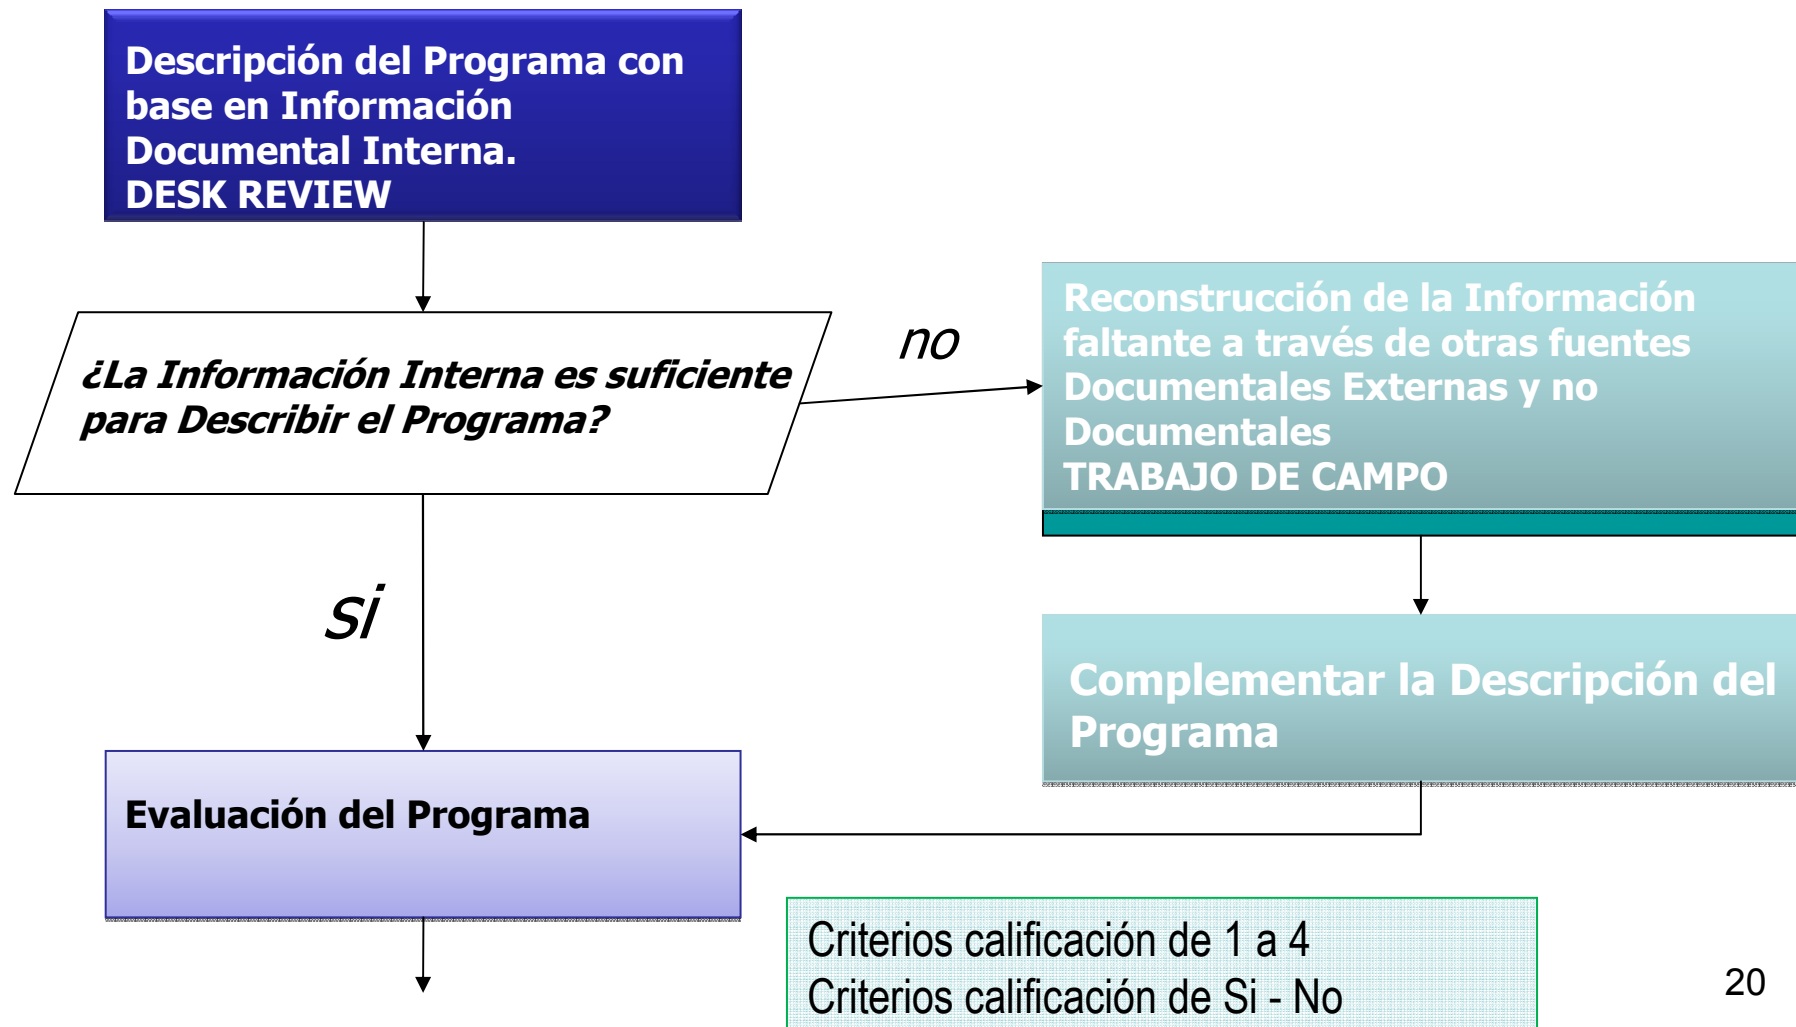 Descripción del Programa con
base en Información
Documental Interna.
DESK REVIEW
¿La Información Interna es suficiente
para Describir el Programa?
no
Reconstrucción de la Información
faltante a través de otras fuentes
Documentales Externas y no
Documentales
TRABAJO DE CAMPO
si
Complementar la Descripción del
Programa
Evaluación del Programa
Criterios calificación de 1 a 4
Criterios calificación de Si - No
20